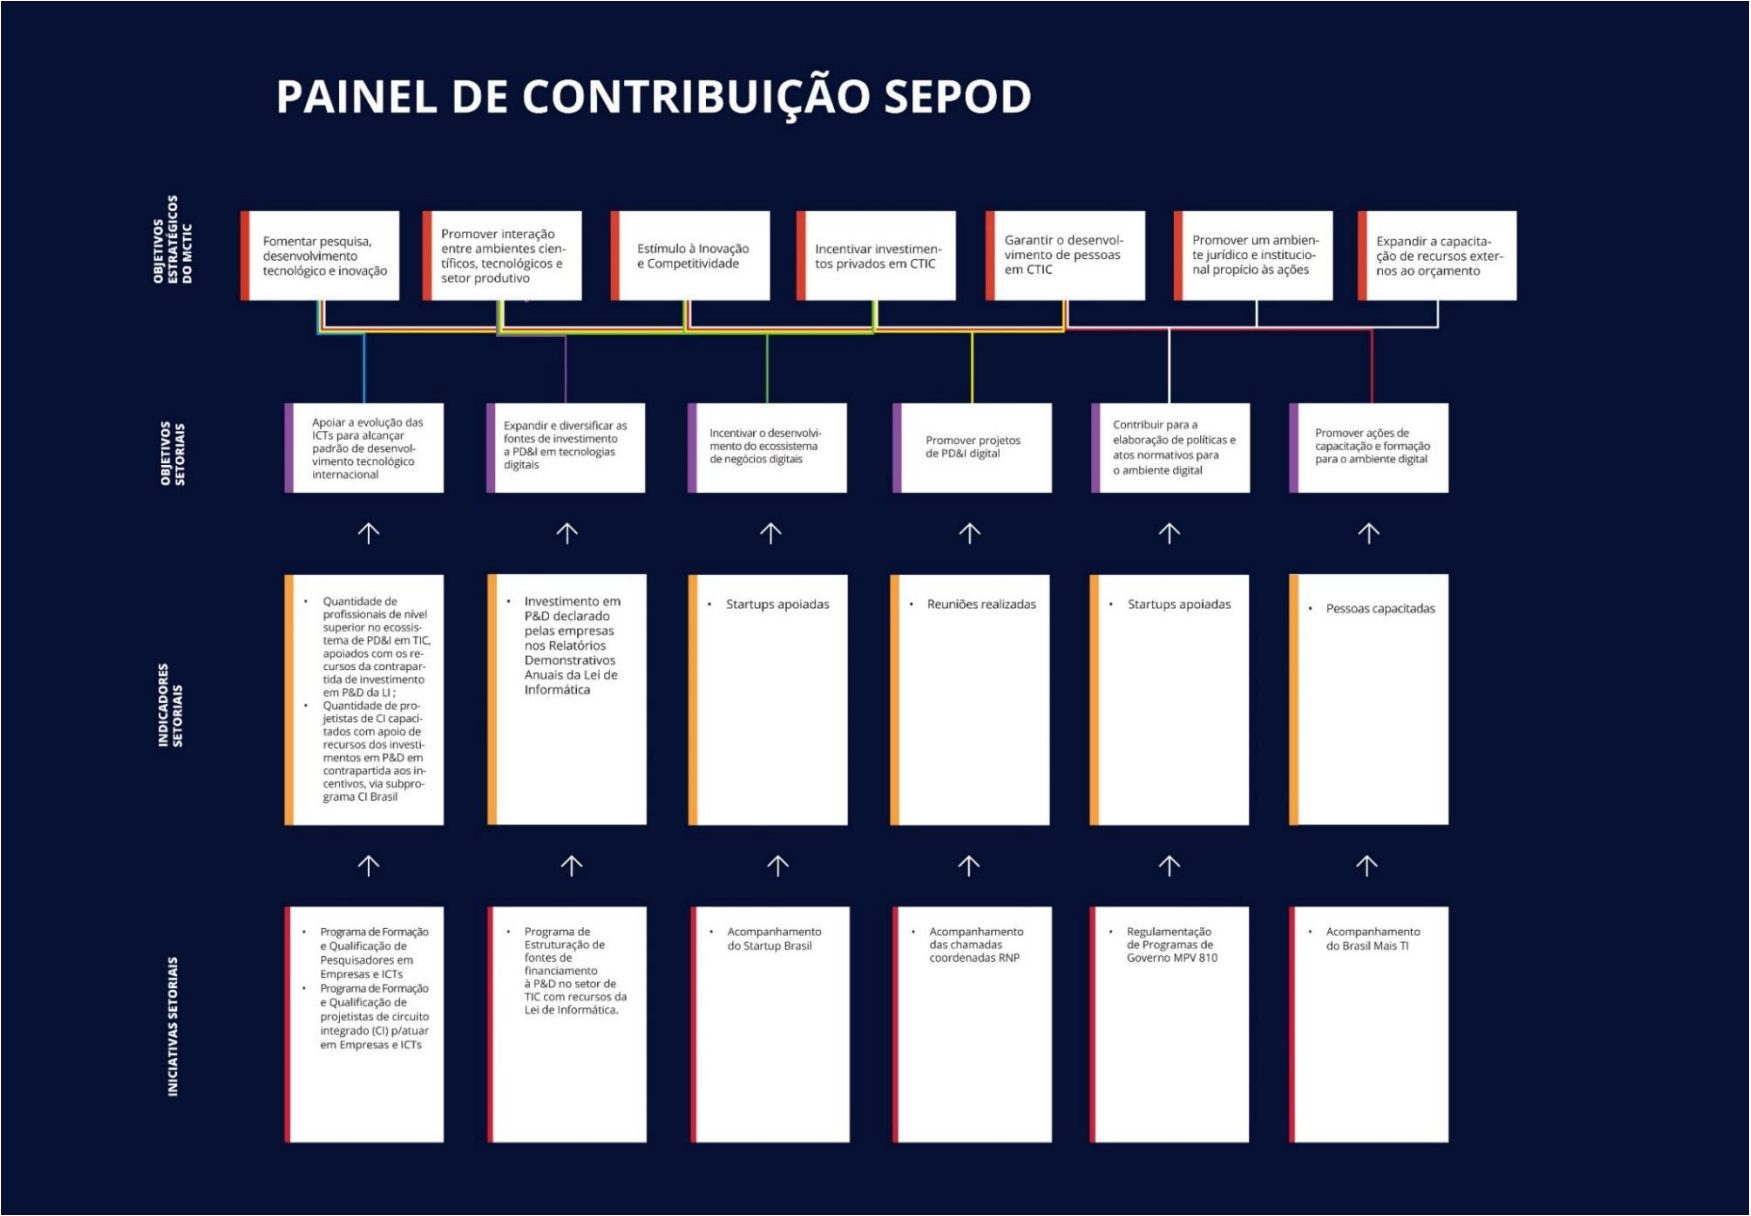 PAINEL DE CONTRIBUIÇÃO SEPOD
OBJETIVOS
ESTRATÉGICOS
DO MCTIC
Fomentar pesquisa,
desenvolvimento
tecnológico e inovação
Promover interação
entre ambientes cien-
tíficos, tecnológicos e
setor produtivo
Estímulo à Inovação
e Competitividade
Incentivar investimen-
tos privados em CTIC
Garantir o desenvol-
vimento de pessoas
em CTIC
Promover um ambien-
te jurídico e institucio-
nal propício às ações
Expandir a capacita-
ção de recursos exter-
nos ao orçamento
OBJETIVOS
SETORIAIS
Apoiar a evolução das
ICTs para alcançar
padrão de desenvol-
vimento tecnológico
internacional
Expandir e diversificar as
fontes de investimento
a PD&I em tecnologias
digitais
Incentivar o desenvolvi-
mento do ecossistema
de negócios digitais
Promover projetos
de PD&I digital
Contribuir para a
elaboração de políticas e
atos normativos para
o ambiente digital
Promover ações de
capacitação e formação
para o ambiente digital
INDICADORES
SETORIAIS
• Quantidade de
profissionais de nível
superior no ecossis-
tema de PD&I em TIC,
apoiados com os re-
cursos da contrapar-
tida de investimento
em P&D da LI ;
• Quantidade de pro-
jetistas de CI capaci-
tados com apoio de
recursos dos investi-
mentos em P&D em
contrapartida aos in-
centivos, via subpro-
grama CI Brasil
• Investimento em
P&D declarado
pelas empresas
nos Relatórios
Demonstrativos
Anuais da Lei de
Informática
• Startups apoiadas
• Reuniões realizadas
• Startups apoiadas
• Pessoas capacitadas
INICIATIVAS SETORIAIS
• Programa de Formação
e Qualificação de
Pesquisadores em
Empresas e ICTs
• Programa de Formação
e Qualificação de
projetistas de circuito
integrado (CI) p/atuar
em Empresas e ICTs
• Programa de
Estruturação de
fontes de
financiamento
à P&D no setor de
TIC com recursos da
Lei de Informática.
• Acompanhamento
do Startup Brasil
• Acompanhamento
das chamadas
coordenadas RNP
• Regulamentação
de Programas de
Governo MPV 810
• Acompanhamento
do Brasil Mais TI